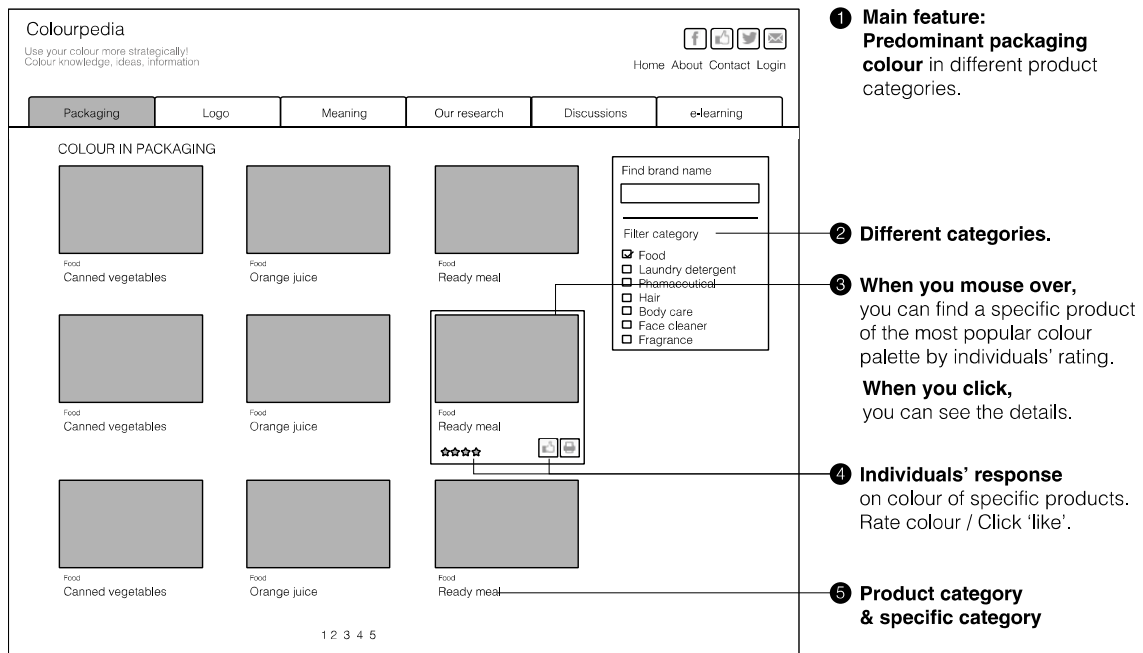 Colourpedia
Use your colour more strategically!
Colour knowledge, ideas, information
Home About Contact Login
Packaging
Logo
Meaning
Our research
Discussions
e-learning
COLOUR IN PACKAGING
Food
Canned vegetables
Food
Orange juice
Food
Ready meal
Find brand name
Filter category
Food
Laundry detergent
Phamaceutical
Hair
Body care
Face cleaner
Fragrance
Food
Canned vegetables
Food
Orange juice
Food
Ready meal
Food
Canned vegetables
Food
Orange juice
Food
Ready meal
1 2 3 4 5
1 Main feature:
Predominant packaging
colour in different product
categories.
2 Different categories.
3 When you mouse over,
you can find a specific product
of the most popular colour
palette by individuals’ rating.
When you click,
you can see the details.
4 Individuals’ response
on colour of specific products.
Rate colour / Click ‘like’.
5 Product category
& specific category